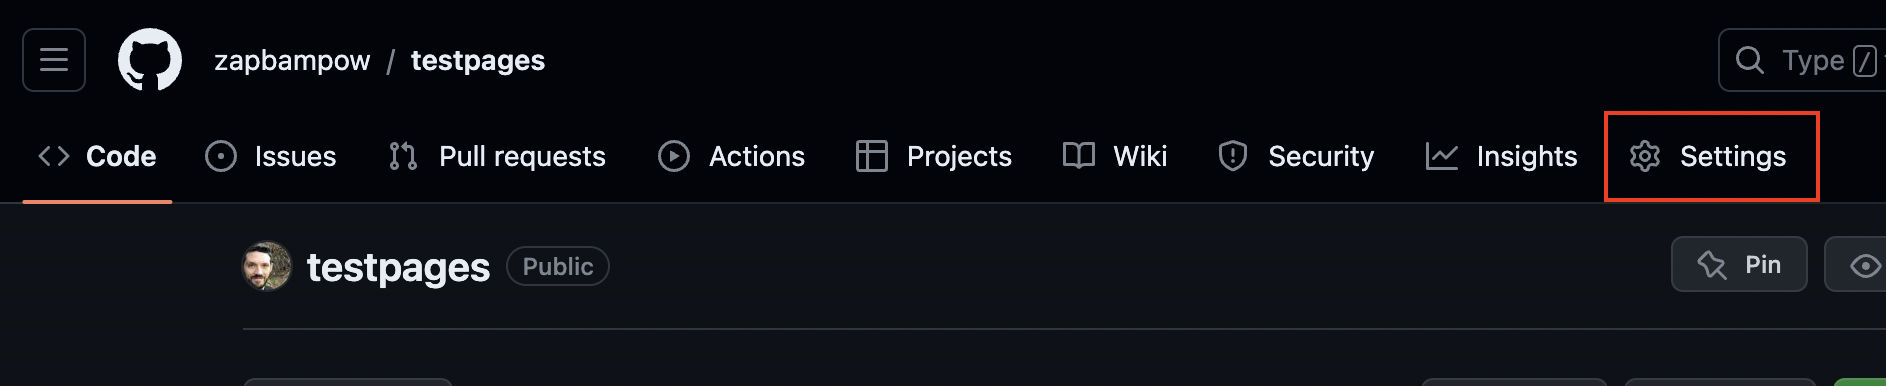 zapbampow / testpages
Type /
Code Issues Pull requests Actions Projects Wiki Security Insights Settings
testpages Public
Pin